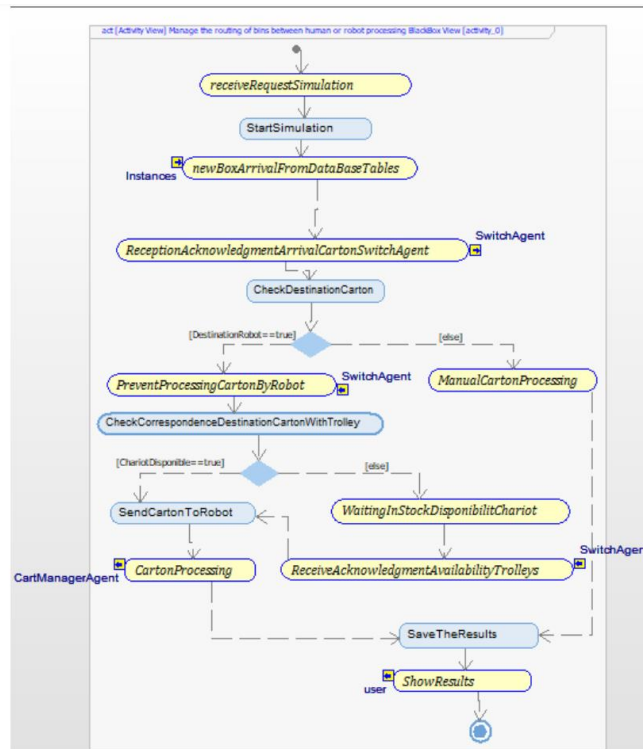 act [Activity View] Manage the routing of bins between human or robot processing BlackBox View [activity_0]
receiveRequestSimulation
StartSimulation
newBoxArrivalFromDataBaseTables
Instances
SwitchAgent
ReceptionAcknowledgmentArrivalCartonSwitchAgent
CheckDestinationCarton
[DestinationRobot==true]
[else]
SwitchAgent
PreventProcessingCartonByRobot
ManualCartonProcessing
CheckCorrespondenceDestinationCartonWithTrolley
[ChariotDisponible==true]
[else]
SendCartonToRobot
WaitingInStockDisponibilitChariot
SwitchAgen
CartManagerAgent
CartonProcessing
ReceiveAcknowledgmentAvailabilityTrolleys
SaveTheResults
ShowResults
user